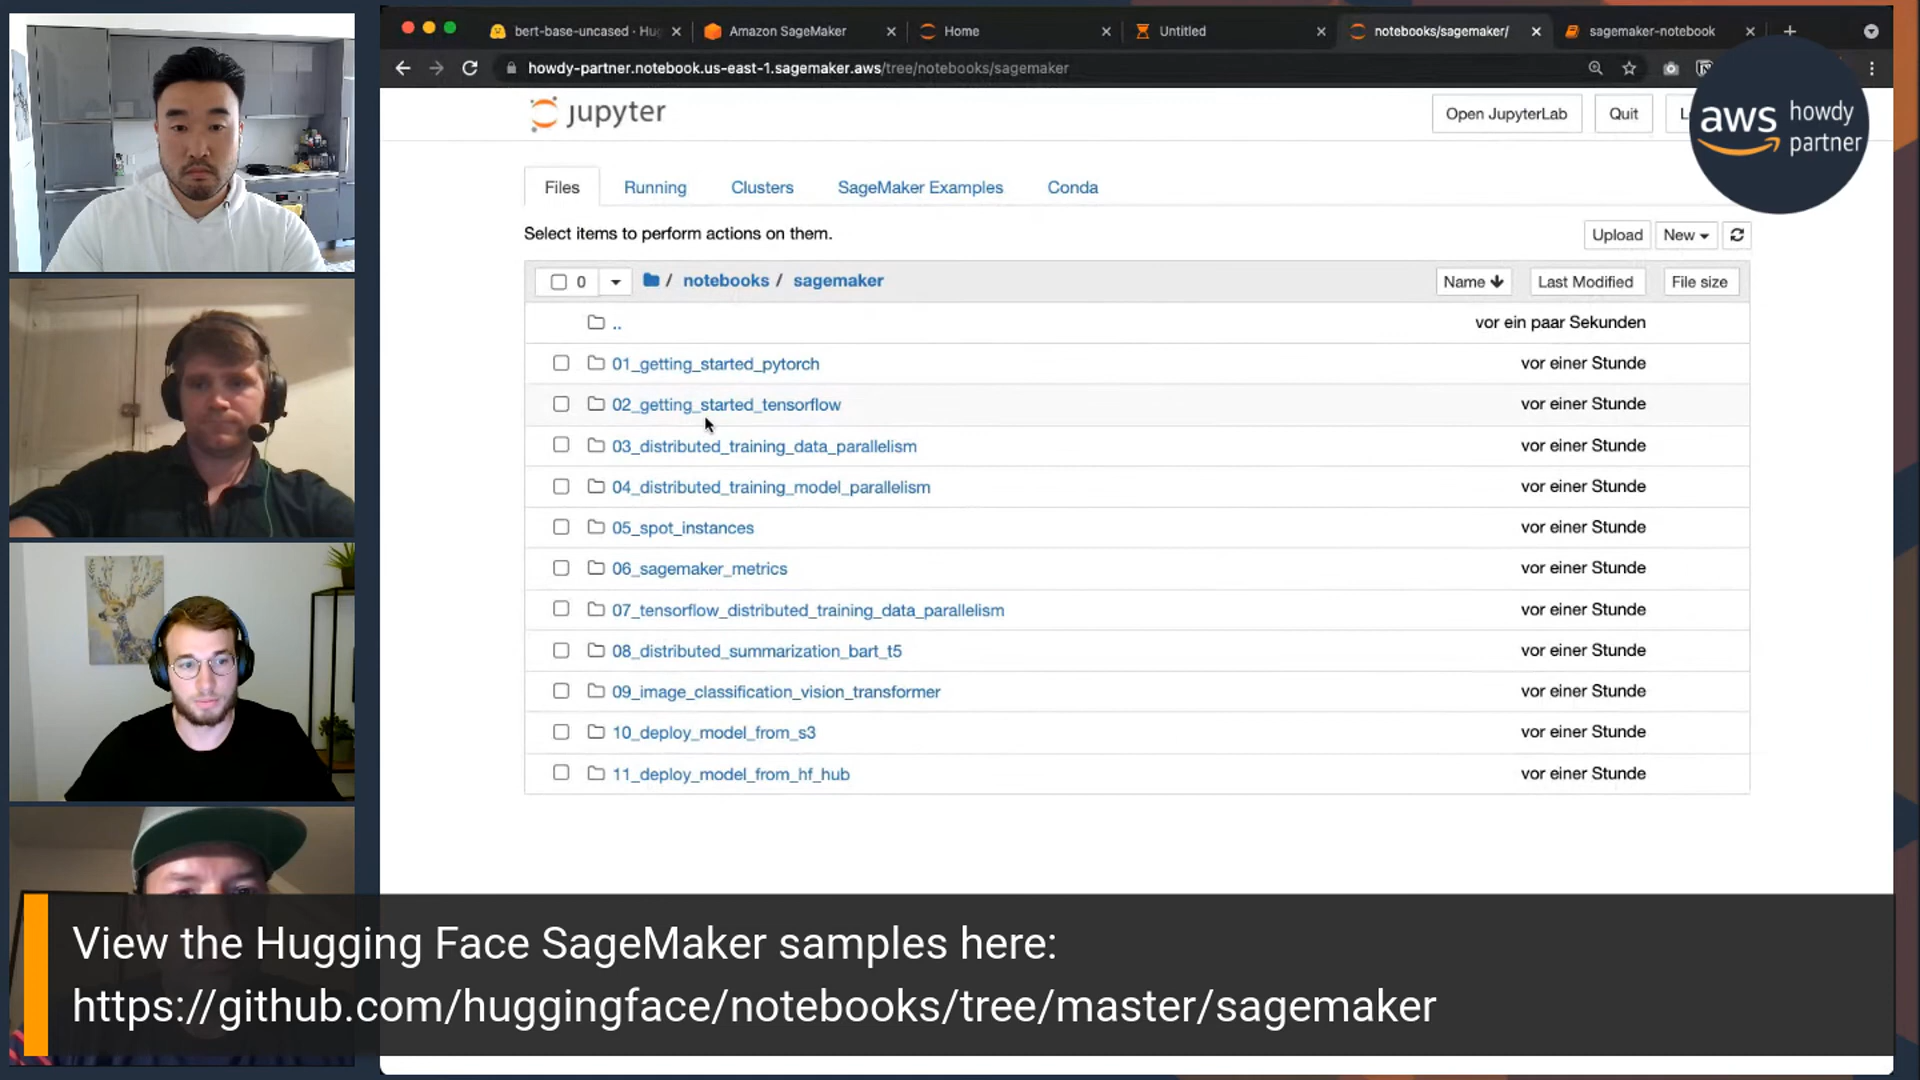 bert-base-uncased · Hug
Amazon SageMaker
Home
Untitled
notebooks/sagemaker/
sagemaker-notebook
howdy-partner.notebook.us-east-1.sagemaker.aws/tree/notebooks/sagemaker
jupyter
Open JupyterLab
Quit
L
aws howdy partner
Files
Running
Clusters
SageMaker Examples
Conda
Select items to perform actions on them.
Upload
New
0
/ notebooks / sagemaker
Name
Last Modified
File size
.. vor ein paar Sekunden
01_getting_started_pytorch vor einer Stunde
02_getting_started_tensorflow vor einer Stunde
03_distributed_training_data_parallelism vor einer Stunde
04_distributed_training_model_parallelism vor einer Stunde
05_spot_instances vor einer Stunde
06_sagemaker_metrics vor einer Stunde
07_tensorflow_distributed_training_data_parallelism vor einer Stunde
08_distributed_summarization_bart_t5 vor einer Stunde
09_image_classification_vision_transformer vor einer Stunde
10_deploy_model_from_s3 vor einer Stunde
11_deploy_model_from_hf_hub vor einer Stunde
View the Hugging Face SageMaker samples here:
https://github.com/huggingface/notebooks/tree/master/sagemaker